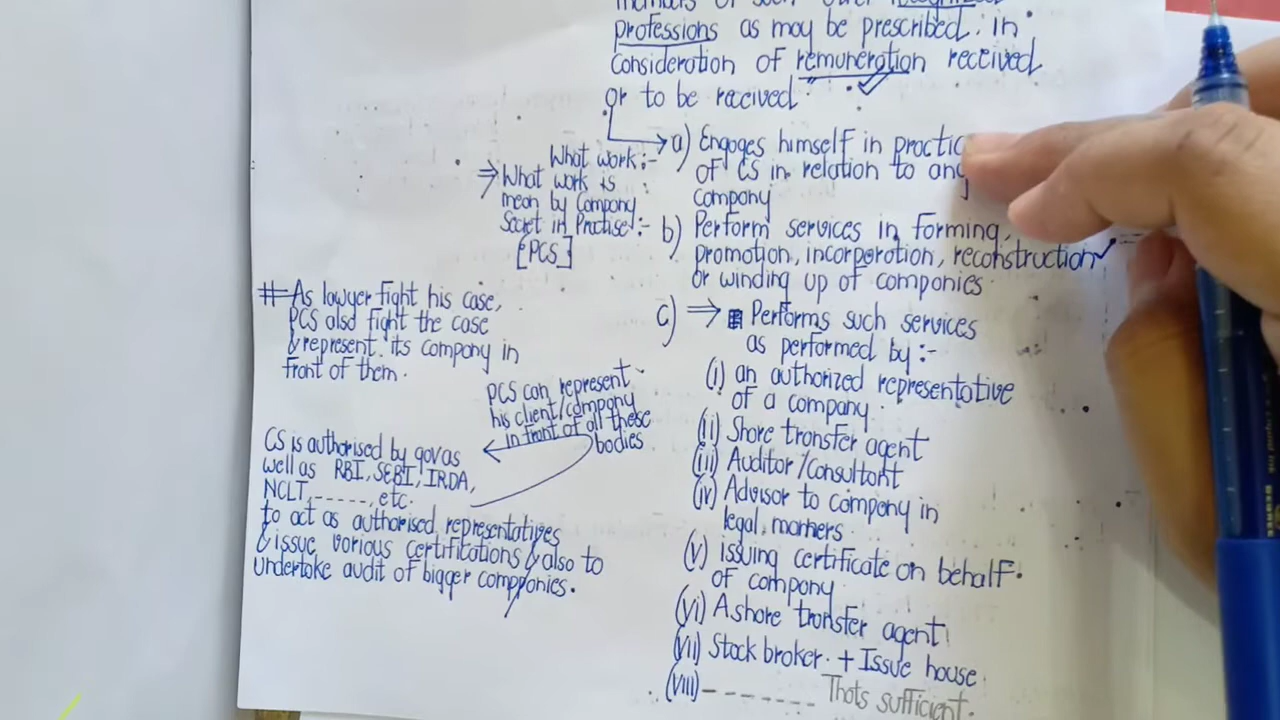 professions as may be prescribed. in
consideration of remuneration received
or to be received
What work:-
⇒ What work is
mean by Company
Secret in Practise:-
[PCS]
a) Engages himself in practic
of CS in relation to any
company
b) Perform services in forming,
promotion, incorporation, reconstruction
or winding up of companies
c) ⇒ Performs such services
as performed by:-
(i) an authorized representative
of a company.
(ii) Share transfer agent
(iii) Auditor/Consultant
(iv) Advisor to company in
legal manners.
(v) issuing certificate on behalf.
of company
(vi) A share transfer agent
(vii) Stock broker. + Issue house
(viii) - - - - - - - Thats sufficient.
# As lawyer fight his case,
PCS also fight the case
& represent its company in
front of them.
PCS can represent
his client/company
in front of all these
bodies
CS is authorised by gov as
well as RBI, SEBI, IRDA,
NCLT, - - - - -, etc.
to act as authorised representatives
& issue various certifications & also to
undertake audit of bigger companies.